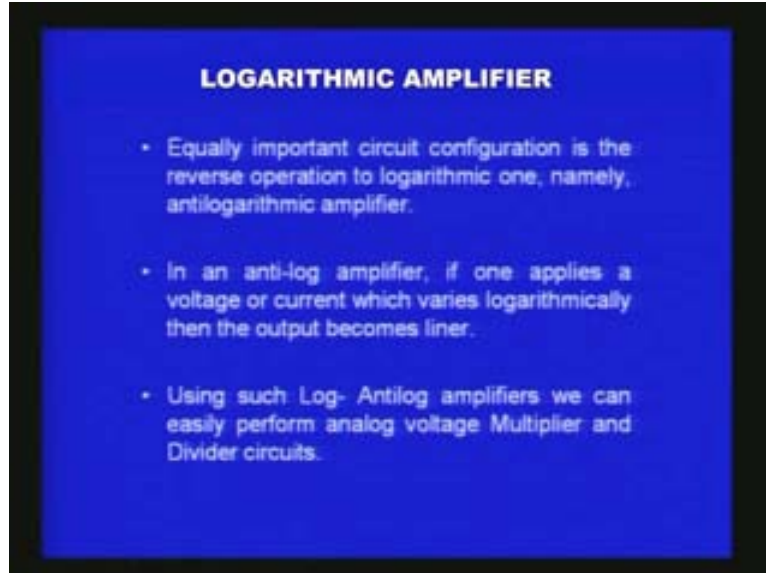 LOGARITHMIC AMPLIFIER
• Equally important circuit configuration is the
reverse operation to logarithmic one, namely,
antilogarithmic amplifier.
• In an anti-log amplifier, if one applies a
voltage or current which varies logarithmically
then the output becomes liner.
• Using such Log- Antilog amplifiers we can
easily perform analog voltage Multiplier and
Divider circuits.